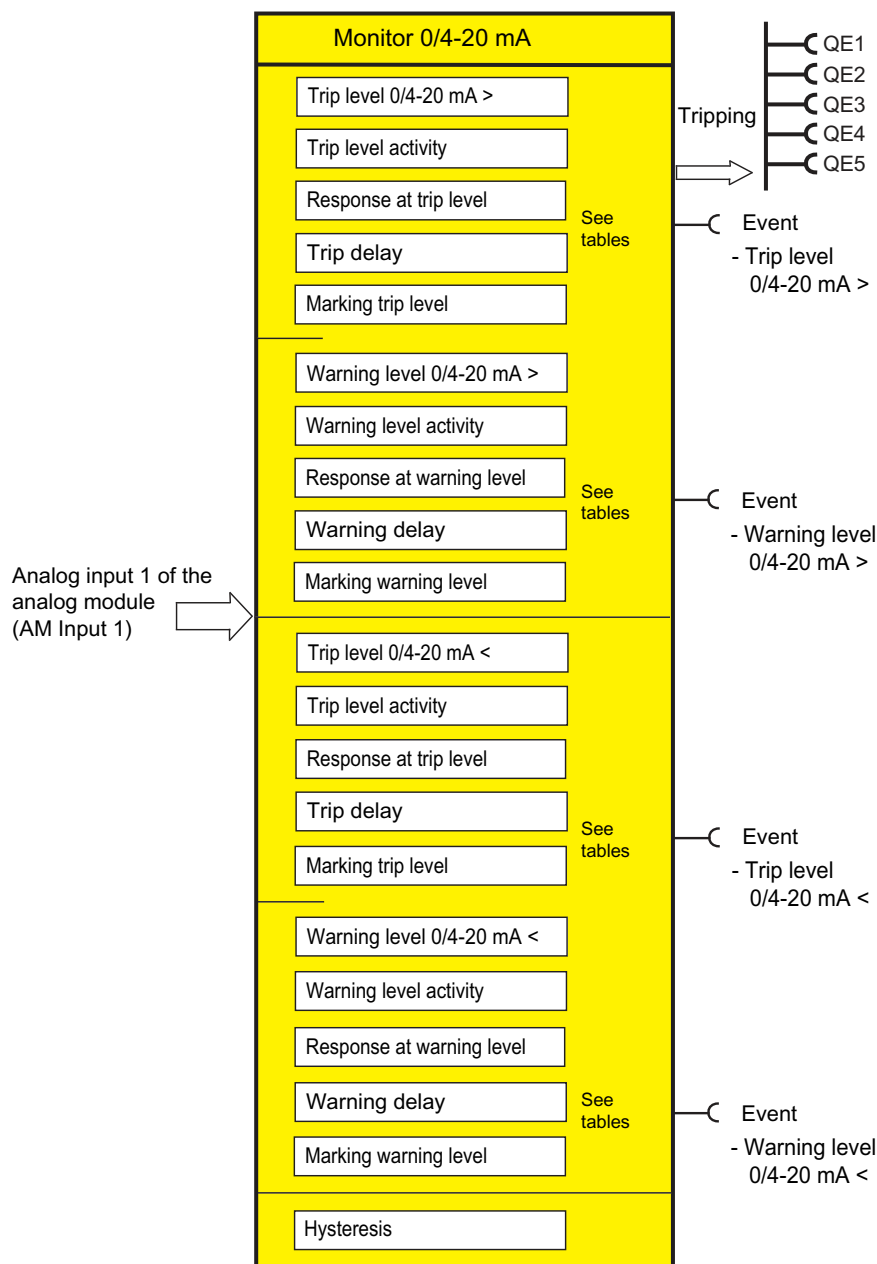 Monitor 0/4-20 mA
Trip level 0/4-20 mA >
Trip level activity
Response at trip level
Trip delay
Marking trip level
See
tables
Warning level 0/4-20 mA >
Warning level activity
Response at warning level
Warning delay
Marking warning level
See
tables
Trip level 0/4-20 mA <
Trip level activity
Response at trip level
Trip delay
Marking trip level
See
tables
Warning level 0/4-20 mA <
Warning level activity
Response at warning level
Warning delay
Marking warning level
See
tables
Hysteresis
Analog input 1 of the
analog module
(AM Input 1)
Tripping
QE1
QE2
QE3
QE4
QE5
Event
- Trip level
0/4-20 mA >
Event
- Warning level
0/4-20 mA >
Event
- Trip level
0/4-20 mA <
Event
- Warning level
0/4-20 mA <